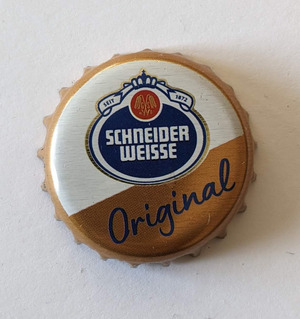 SEIT 1872
SCHNEIDER
WEISSE
Original